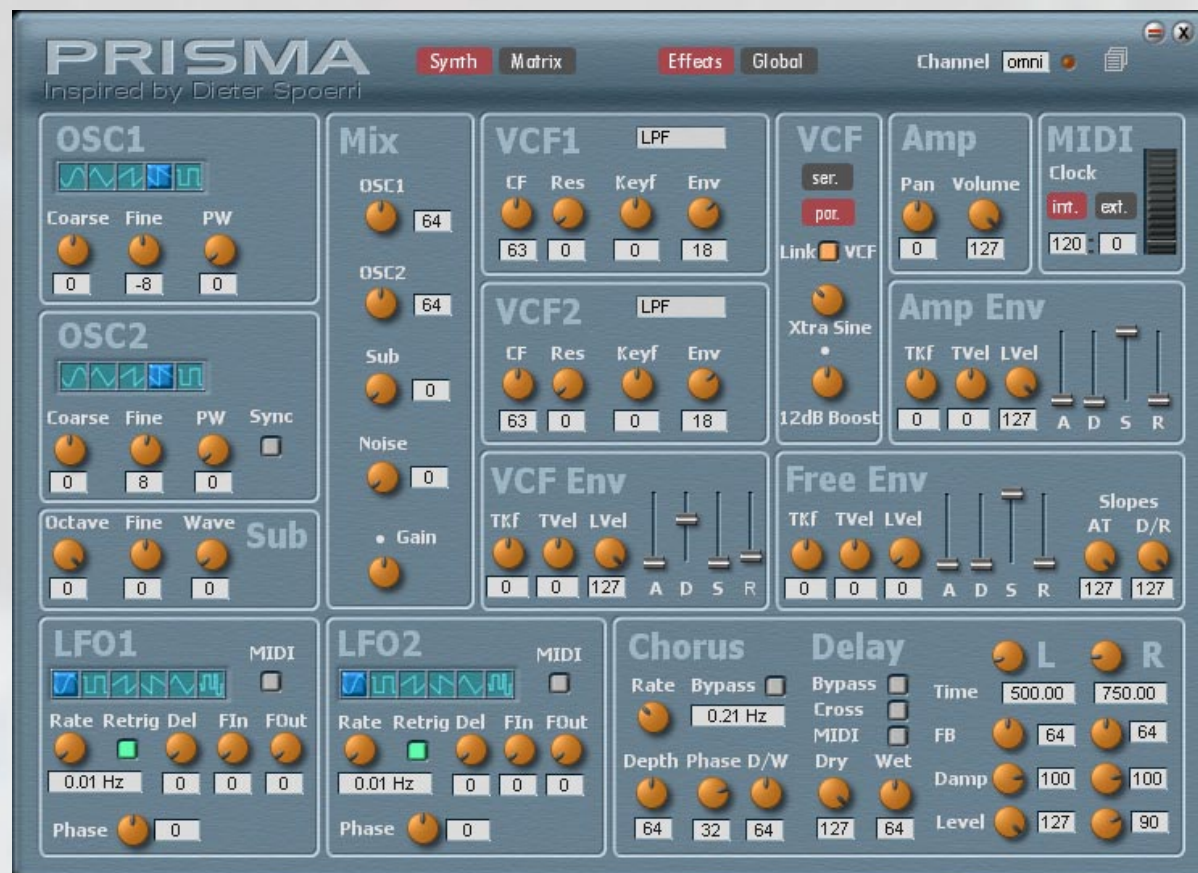 PRISMA
Inspired by Dieter Spoerri
Synth Matrix Effects Global Channel omni
OSC1
Coarse Fine PW
0 -8 0
OSC2
Coarse Fine PW Sync
0 8 0
Octave Fine Wave Sub
0 0 0
Mix
OSC1
64
OSC2
64
Sub
0
Noise
0
Gain
VCF1 LPF
CF Res Keyf Env
63 0 0 18
VCF2 LPF
CF Res Keyf Env
63 0 0 18
VCF
ser.
par.
Link VCF
Xtra Sine
12dB Boost
Amp
Pan Volume
0 127
MIDI
Clock
int. ext.
120 : 0
Amp Env
TKf TVel LVel
0 0 127 A D S R
VCF Env
TKf TVel LVel
0 0 127 A D S R
Free Env
Slopes
TKf TVel LVel AT D/R
0 0 0 A D S R 127 127
LFO1
MIDI
Rate Retrig Del FIn FOut
0.01 Hz 0 0 0
Phase 0
LFO2
MIDI
Rate Retrig Del FIn FOut
0.01 Hz 0 0 0
Phase 0
Chorus
Rate Bypass
0.21 Hz
Depth Phase D/W
64 32 64
Delay L R
Bypass
Cross
MIDI
Dry Wet
127 64
Time 500.00 750.00
FB 64 64
Damp 100 100
Level 127 90